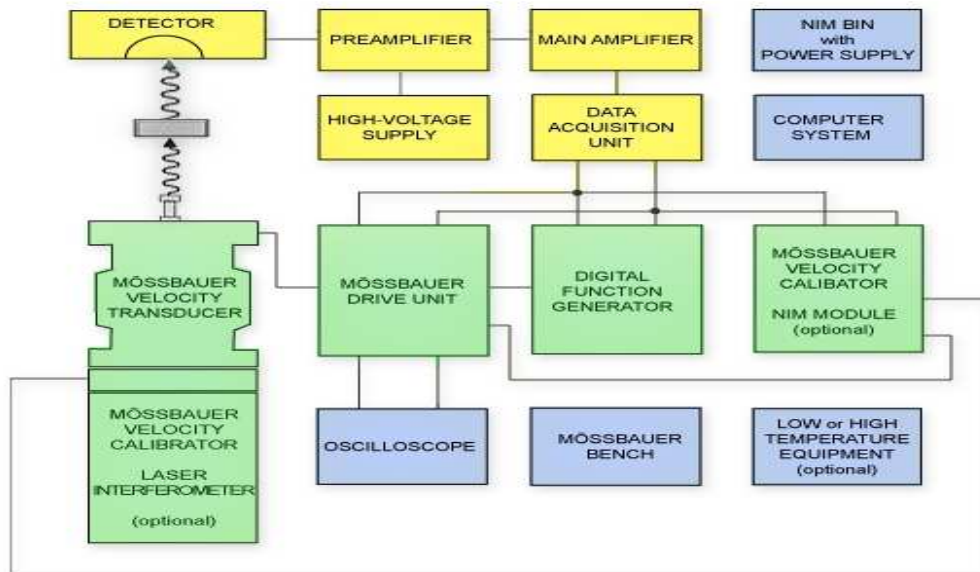 DETECTOR
PREAMPLIFIER
MAIN AMPLIFIER
NIM BIN
with
POWER SUPPLY
HIGH-VOLTAGE
SUPPLY
DATA
ACQUISITION
UNIT
COMPUTER
SYSTEM
MÖSSBAUER
VELOCITY
TRANSDUCER
MÖSSBAUER
DRIVE UNIT
DIGITAL
FUNCTION
GENERATOR
MÖSSBAUER
VELOCITY
CALIBATOR
NIM MODULE
(optional)
MÖSSBAUER
VELOCITY
CALIBRATOR
LASER
INTERFEROMETER
(optional)
OSCILLOSCOPE
MÖSSBAUER
BENCH
LOW or HIGH
TEMPERATURE
EQUIPMENT
(optional)